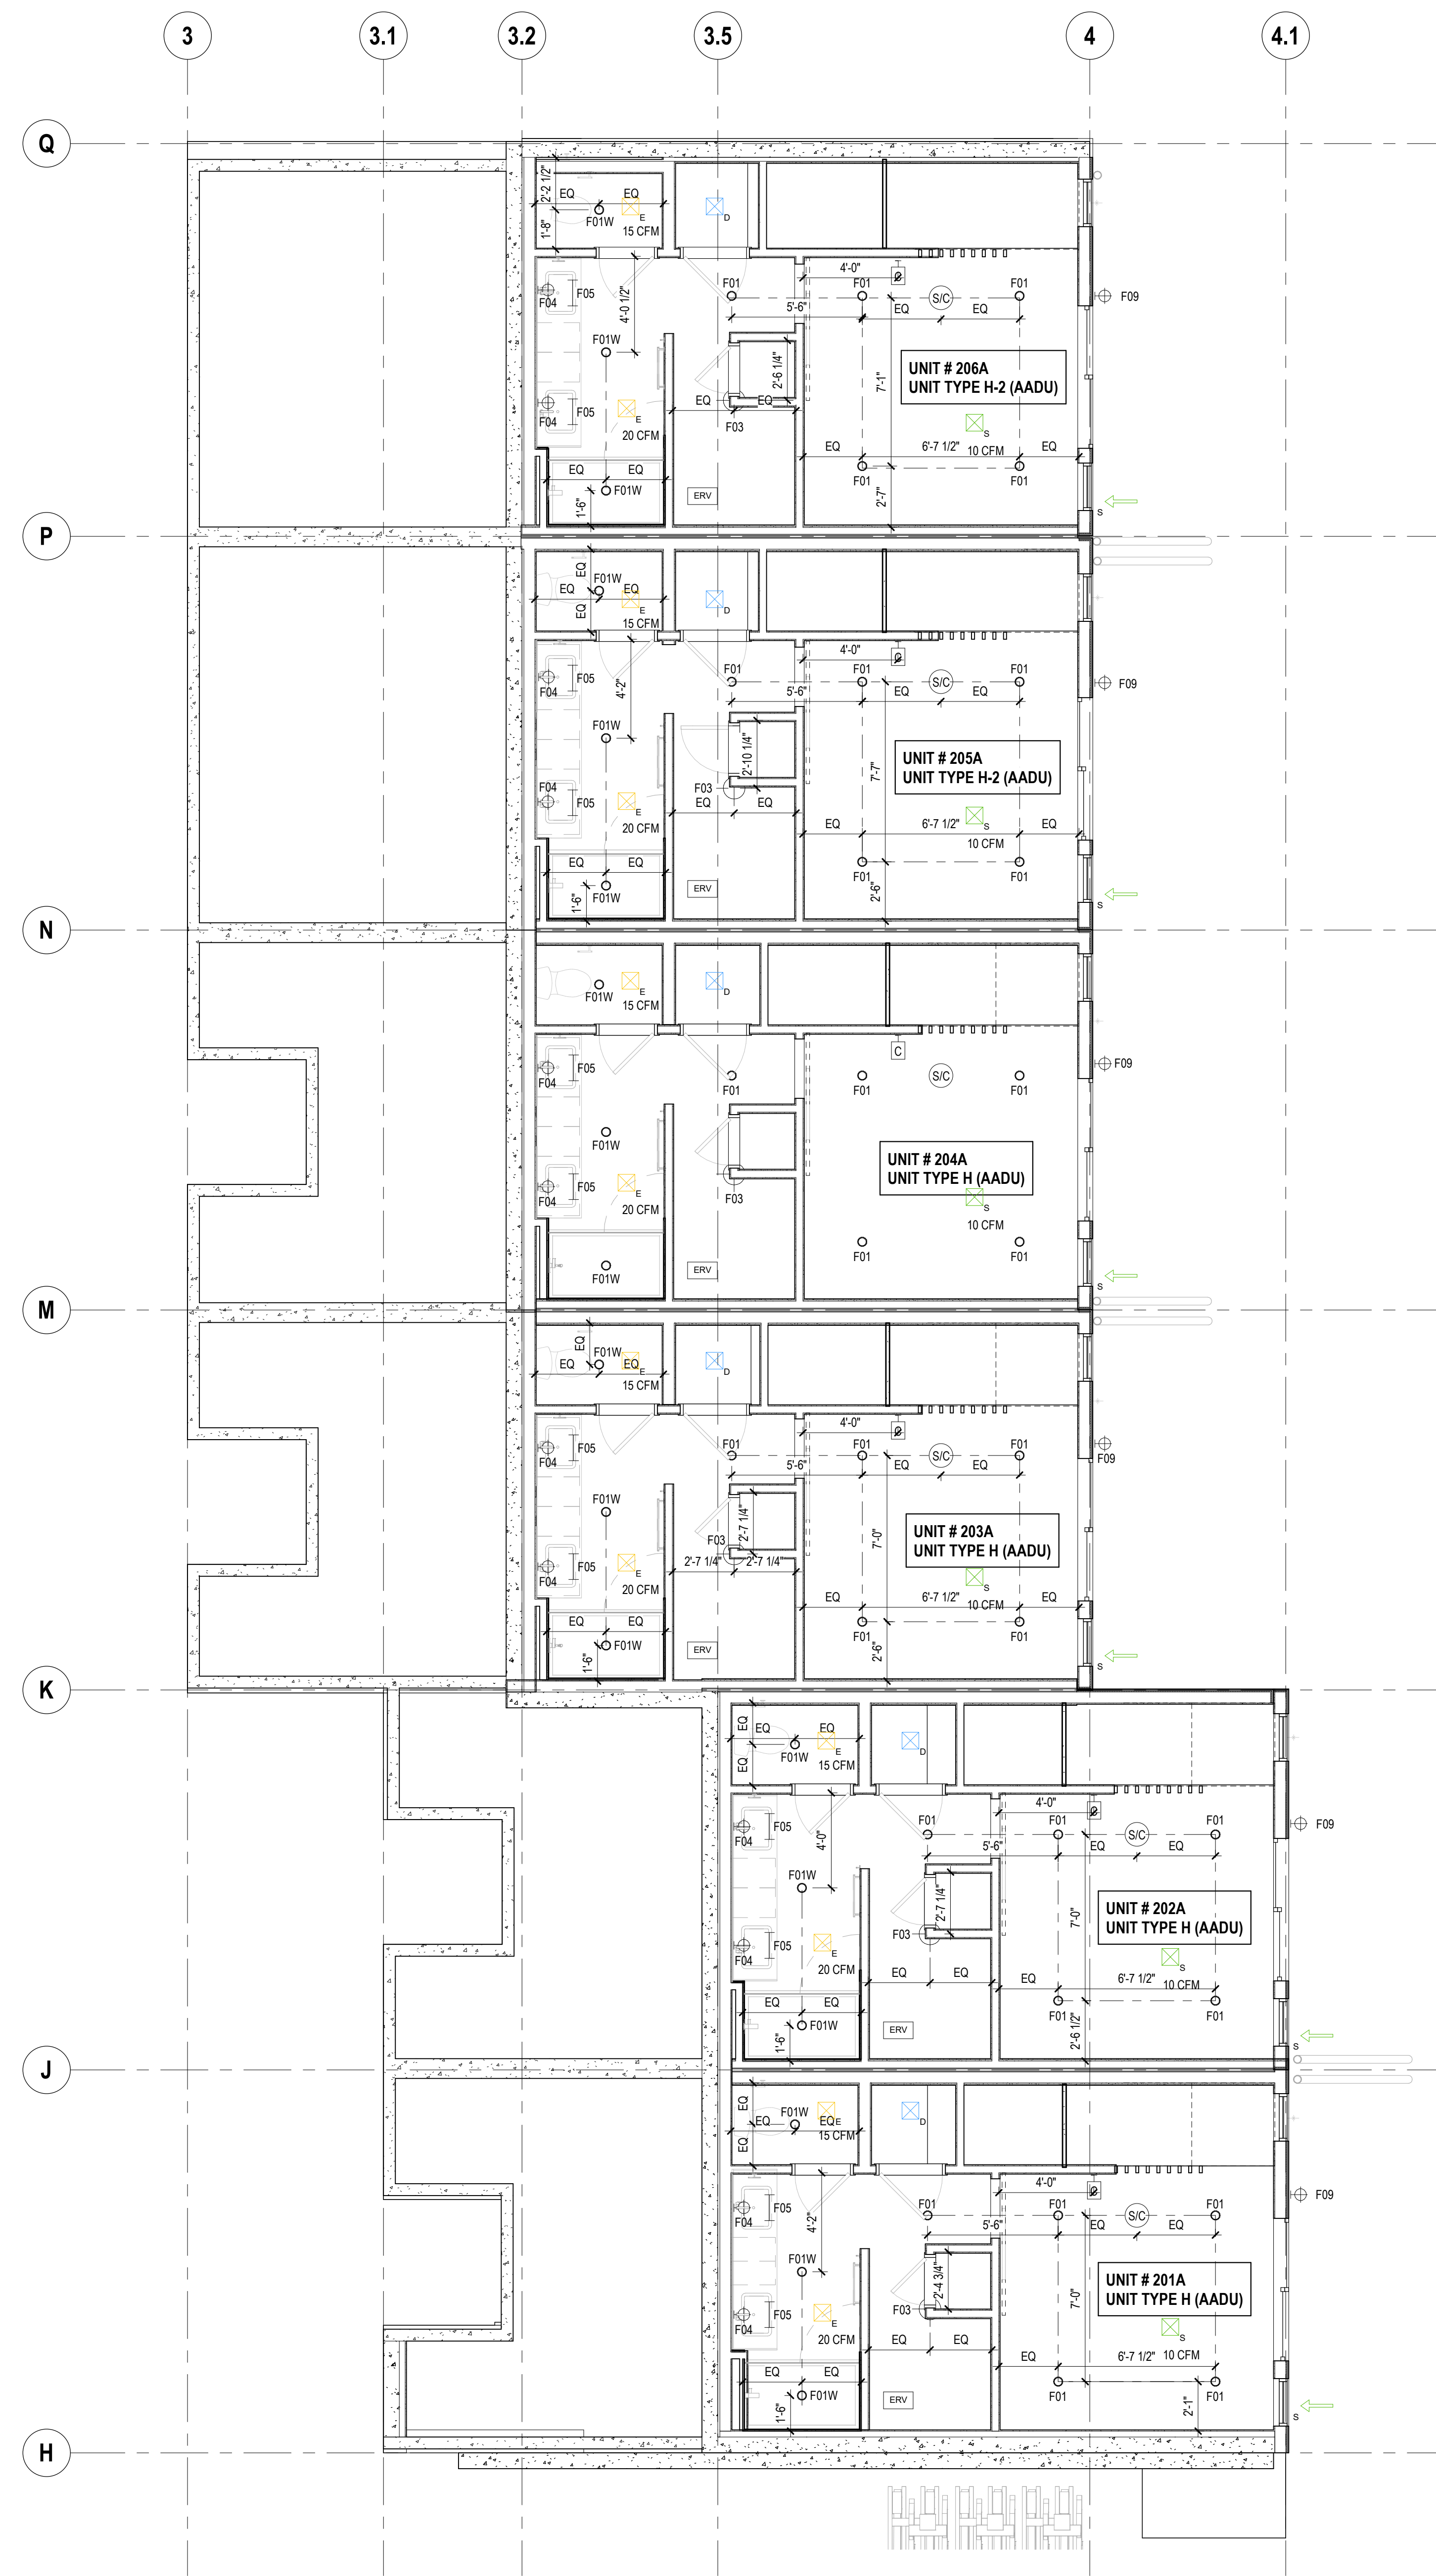 3
3.1
3.2
3.5
4
4.1
Q
2'-2 1/2"
1'-8"
EQ
EQ
F01W
E
15 CFM
D
F04
F05
4'-0 1/2"
F01W
F04
F05
E
20 CFM
EQ
EQ
F01W
1'-6"
F01
5'-6"
2'-6 1/4"
EQ
EQ
F03
ERV
4'-0"
C
F01
S/C
F01
EQ
EQ
F09
7'-1"
UNIT # 206A
UNIT TYPE H-2 (AADU)
S
10 CFM
EQ
6'-7 1/2"
EQ
F01
F01
2'-7"
S
P
EQ
EQ
F01W
EQ
EQ
E
15 CFM
D
F04
F05
4'-2"
F01W
F04
F05
E
20 CFM
EQ
EQ
F01W
1'-6"
F01
5'-6"
2'-10 1/4"
F03
EQ
EQ
ERV
4'-0"
C
F01
S/C
F01
EQ
EQ
F09
7'-7"
UNIT # 205A
UNIT TYPE H-2 (AADU)
S
10 CFM
EQ
6'-7 1/2"
EQ
F01
F01
2'-6"
S
N
F01W
E
15 CFM
D
F04
F05
F01W
F04
F05
E
20 CFM
F01W
F01
F03
ERV
C
F01
S/C
F01
F09
UNIT # 204A
UNIT TYPE H (AADU)
S
10 CFM
F01
F01
S
M
EQ
F01W
EQ
EQ
E
15 CFM
D
F04
F05
F01W
F04
F05
E
20 CFM
EQ
EQ
F01W
1'-6"
F01
5'-6"
2'-7 1/4"
F03
2'-7 1/4"
2'-7 1/4"
ERV
4'-0"
C
F01
S/C
F01
EQ
EQ
F09
7'-0"
UNIT # 203A
UNIT TYPE H (AADU)
S
10 CFM
EQ
6'-7 1/2"
EQ
F01
F01
2'-6"
S
K
EQ
EQ
EQ
EQ
F01W
E
15 CFM
D
F04
F05
4'-0"
F01W
F04
F05
E
20 CFM
EQ
EQ
F01W
1'-6"
F01
5'-6"
2'-7 1/4"
F03
EQ
EQ
ERV
4'-0"
C
F01
S/C
F01
EQ
EQ
F09
7'-0"
UNIT # 202A
UNIT TYPE H (AADU)
S
10 CFM
EQ
6'-7 1/2"
F01
F01
2'-6 1/2"
S
J
EQ
EQ
F01W
EQ
EQ
E
15 CFM
D
F04
F05
4'-2"
F01W
F04
F05
E
20 CFM
EQ
EQ
F01W
1'-6"
F01
5'-6"
2'-4 3/4"
F03
EQ
EQ
ERV
4'-0"
C
F01
S/C
F01
EQ
EQ
F09
7'-0"
UNIT # 201A
UNIT TYPE H (AADU)
S
10 CFM
EQ
6'-7 1/2"
F01
F01
2'-1"
S
H